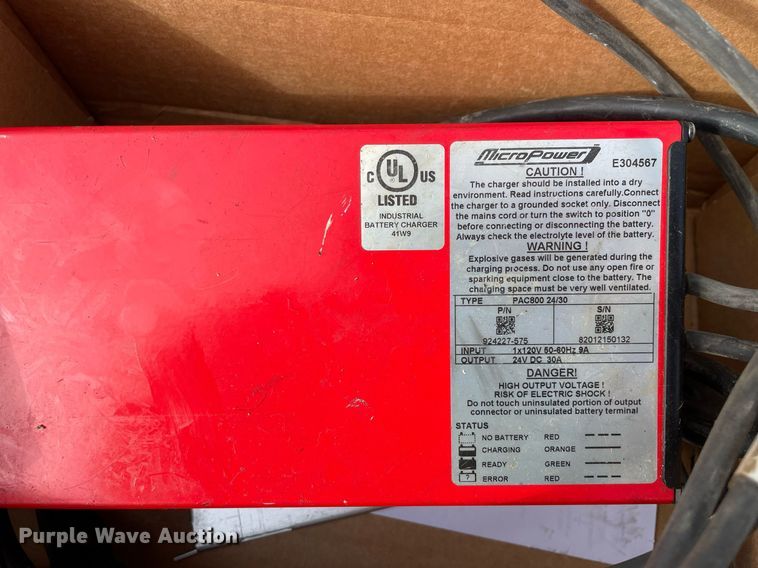 C UL US
LISTED
INDUSTRIAL
BATTERY CHARGER
41W9
MicroPower
E304567
CAUTION !
The charger should be installed into a dry
environment. Read instructions carefully.Connect
the charger to a grounded socket only. Disconnect
the mains cord or turn the switch to position "0"
before connecting or disconnecting the battery.
Always check the electrolyte level of the battery.
WARNING !
Explosive gases will be generated during the
charging process. Do not use any open fire or
sparking equipment close to the battery. The
charging space must be very well ventilated.
TYPE PAC800 24/30
P/N S/N
924227-575 82012150132
INPUT 1x120V 50-60Hz 9A
OUTPUT 24V DC 30A
DANGER!
HIGH OUTPUT VOLTAGE !
RISK OF ELECTRIC SHOCK !
Do not touch uninsulated portion of output
connector or uninsulated battery terminal
STATUS
NO BATTERY RED
CHARGING ORANGE
READY GREEN
? ERROR RED
Purple Wave Auction